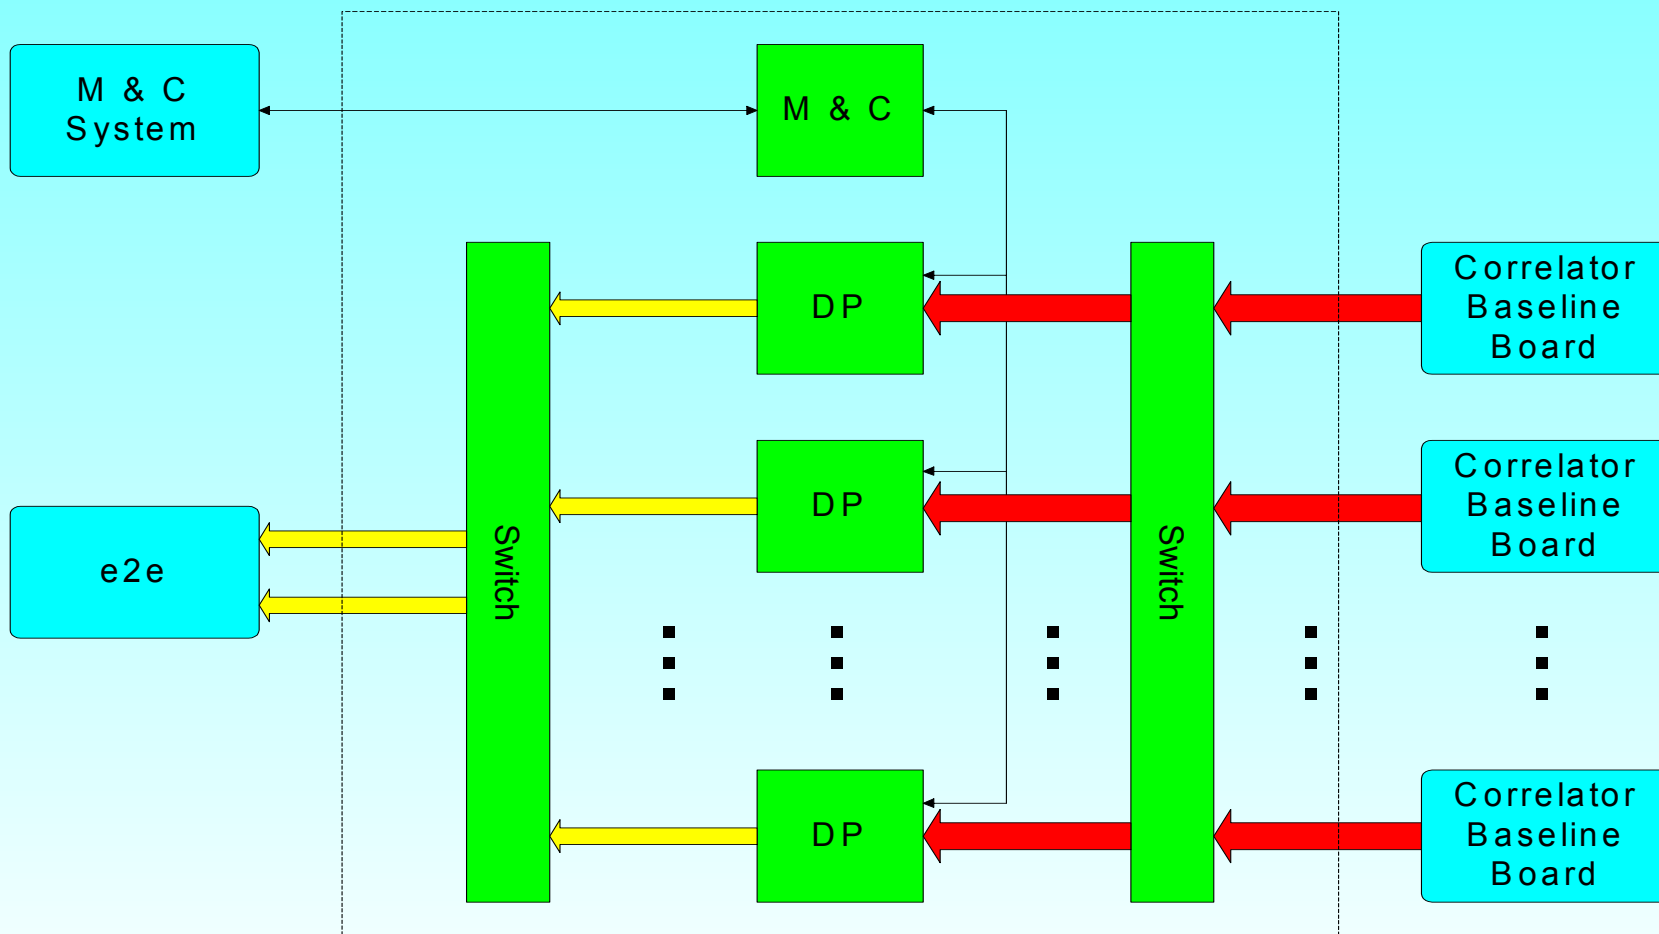 M & C
System
M & C
DP
Correlator
Baseline
Board
DP
Correlator
Baseline
Board
Switch
Switch
e2e
DP
Correlator
Baseline
Board